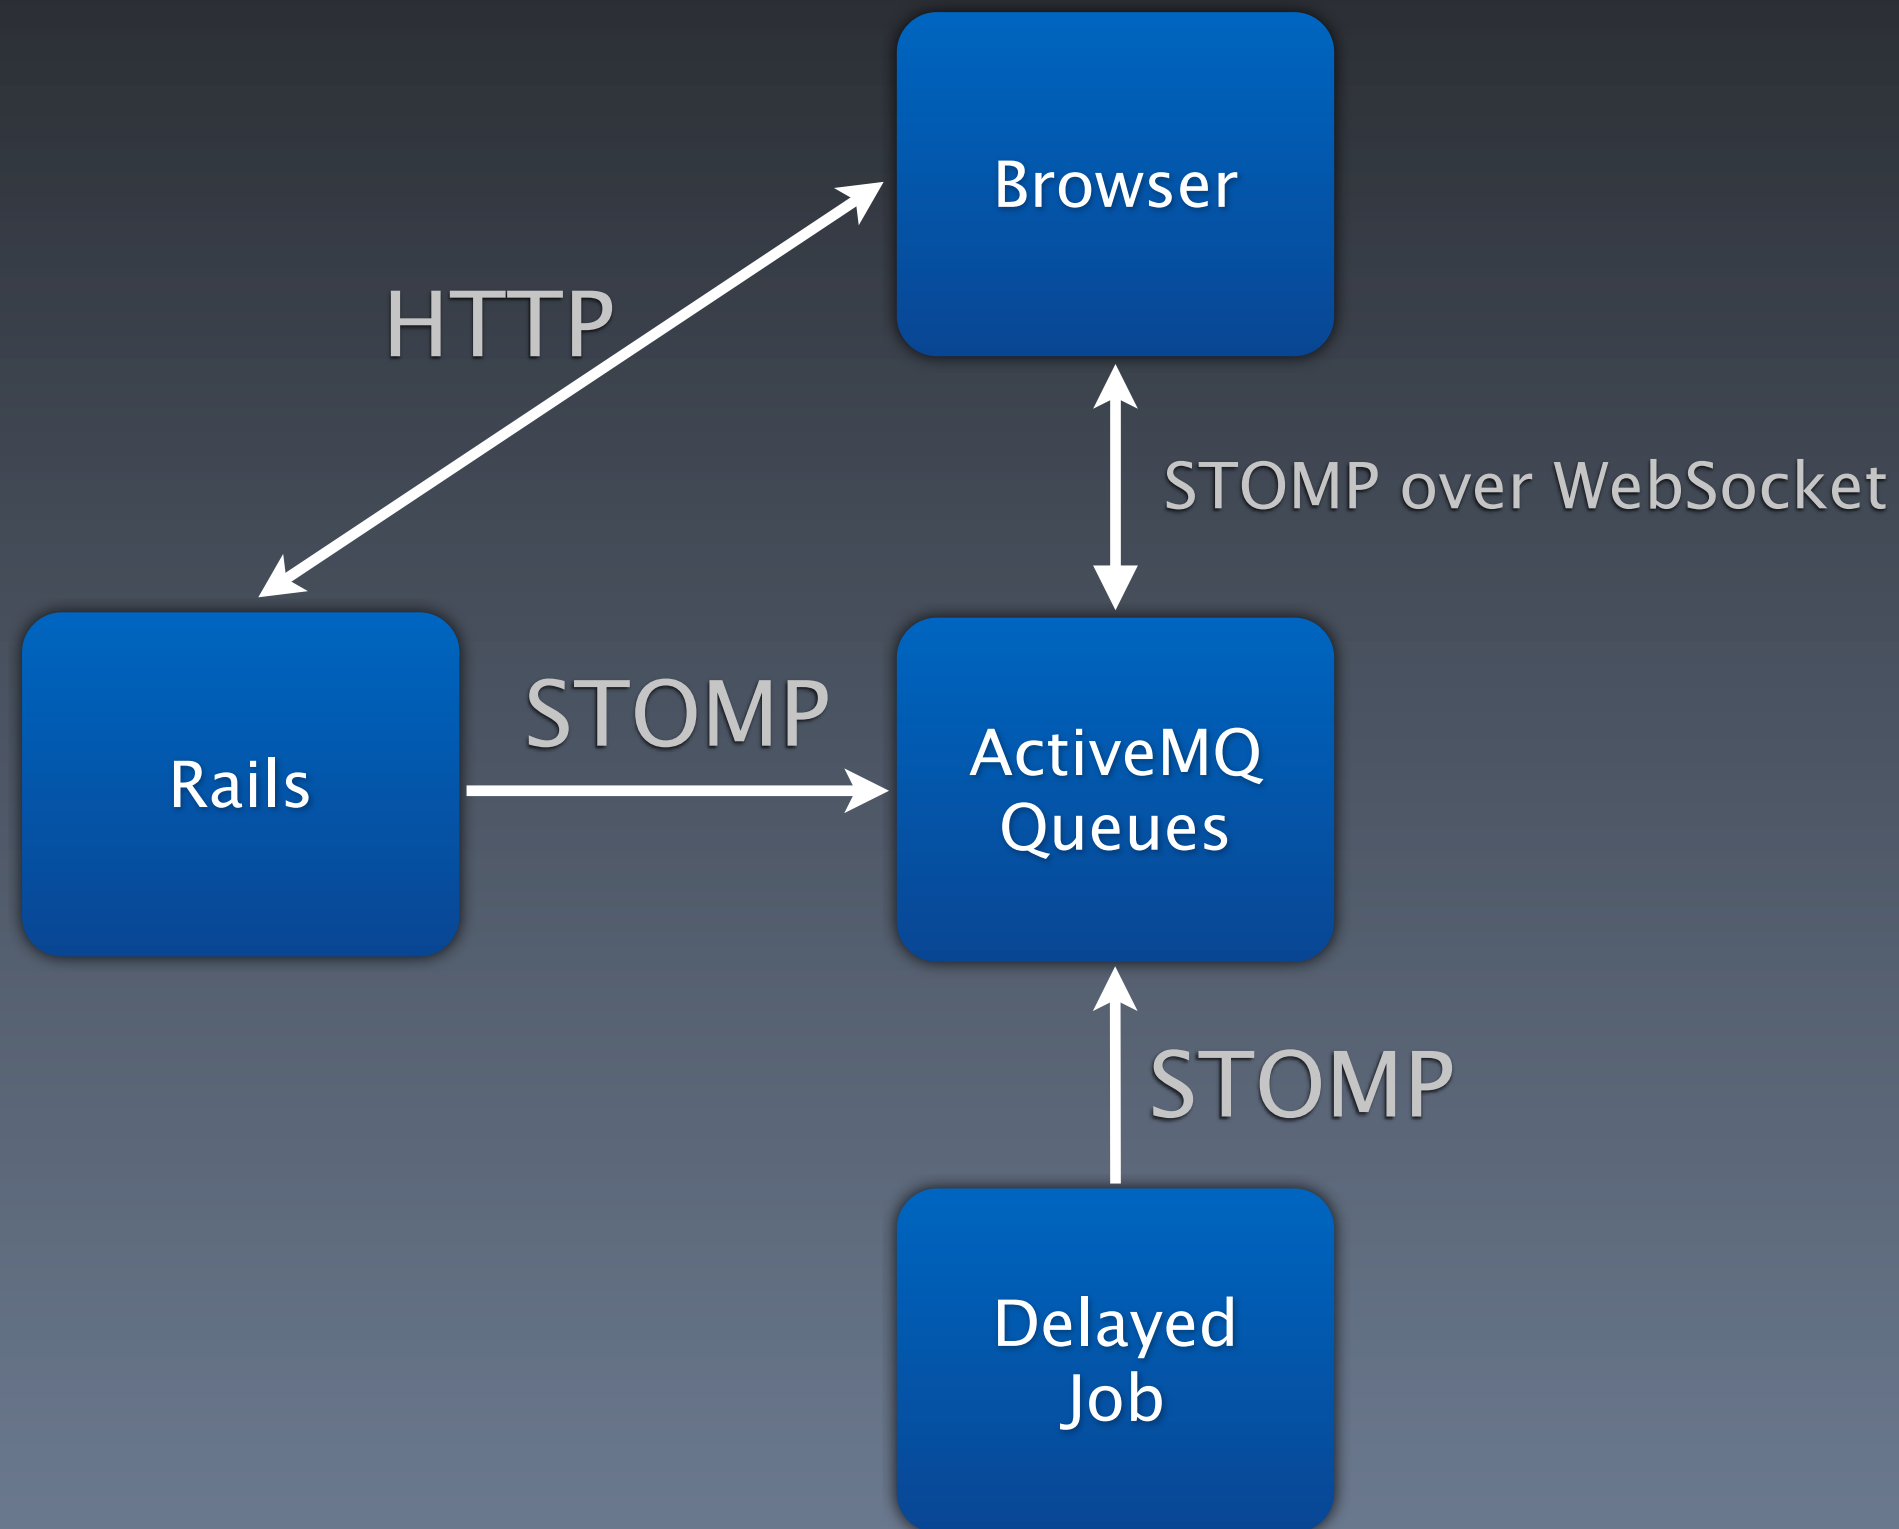 Browser
HTTP
STOMP over WebSocket
STOMP
Rails
ActiveMQ
Queues
STOMP
Delayed
Job